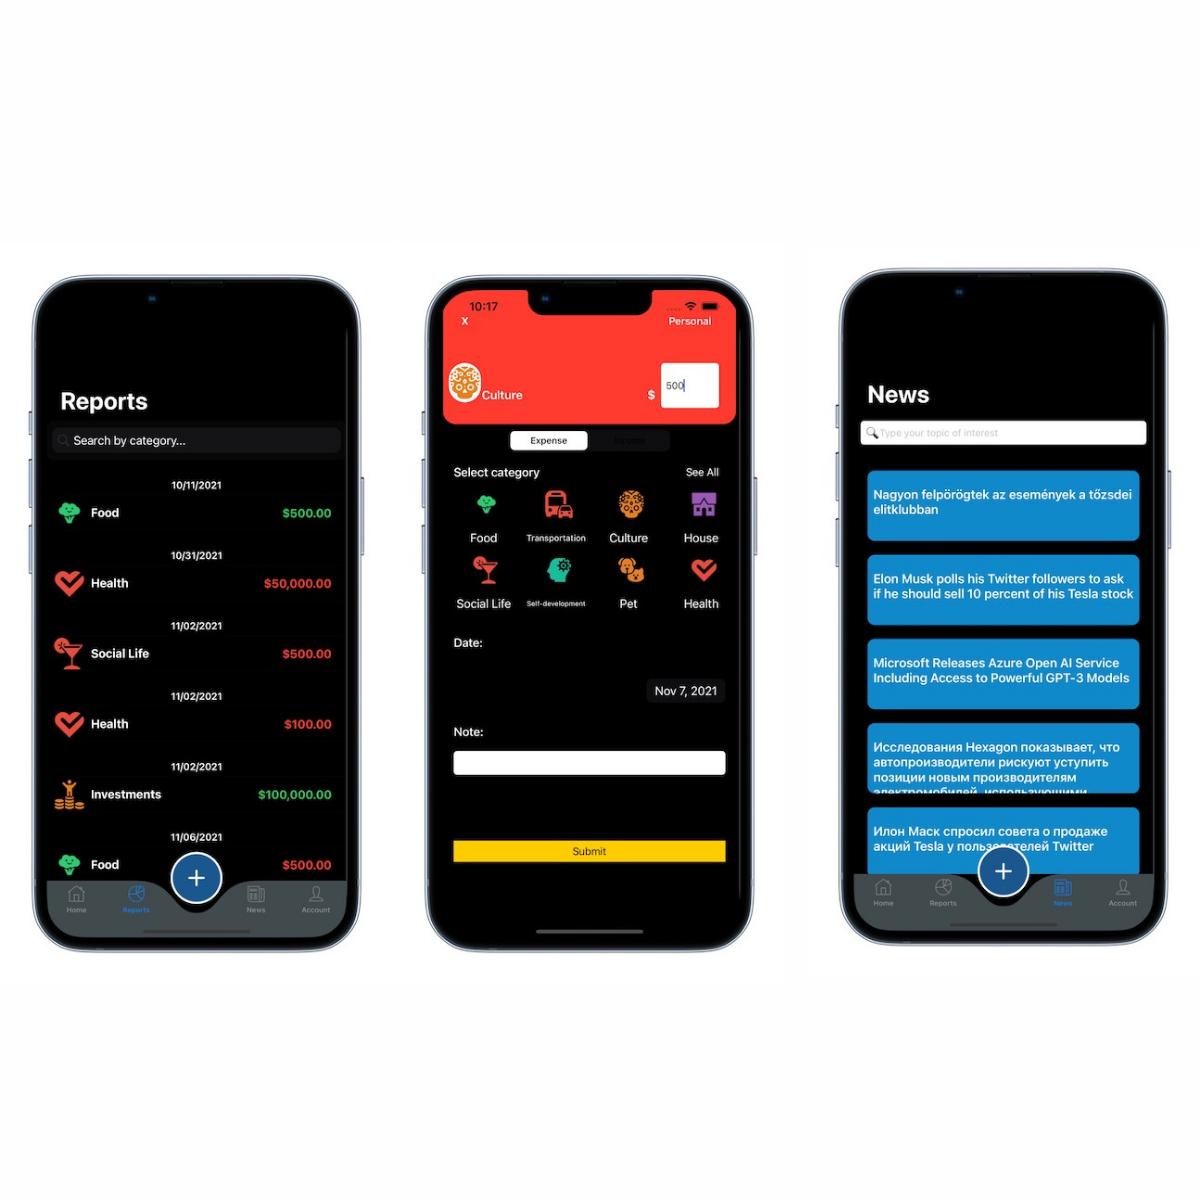 Reports
Search by category...
10/11/2021
Food $500.00
10/31/2021
Health $50,000.00
11/02/2021
Social Life $500.00
11/02/2021
Health $100.00
11/02/2021
Investments $100,000.00
11/06/2021
Food $500.00
+
Home Reports News Account
10:17
X Personal
Culture $ 500
Expense
Select category See All
Food Transportation Culture House
Social Life Self-development Pet Health
Date:
Nov 7, 2021
Note:
Submit
News
Type your topic of interest
Nagyon felpörögtek az események a tőzsdei
elitklubban
Elon Musk polls his Twitter followers to ask
if he should sell 10 percent of his Tesla stock
Microsoft Releases Azure Open AI Service
Including Access to Powerful GPT-3 Models
Исследования Hexagon показывает, что
автопроизводители рискуют уступить
позиции новым производителям
электромобилей, использующими
Илон Маск спросил совета о продаже
акций Tesla у пользователей Twitter
+
Home Reports News Account